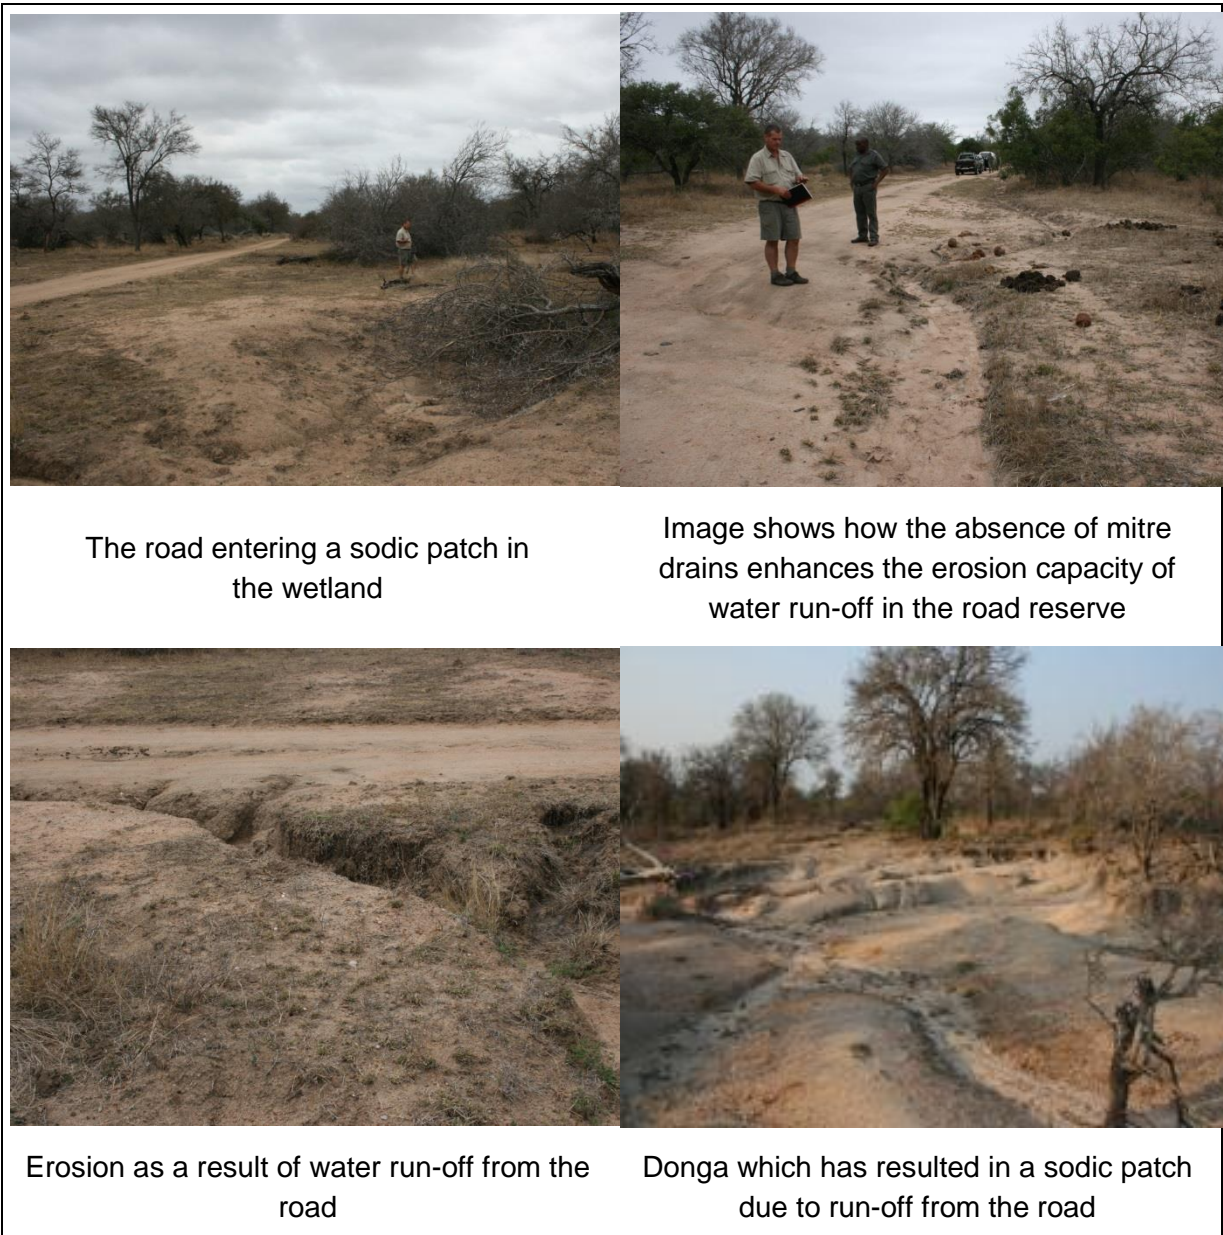 The road entering a sodic patch in
the wetland
Image shows how the absence of mitre
drains enhances the erosion capacity of
water run-off in the road reserve
Erosion as a result of water run-off from the
road
Donga which has resulted in a sodic patch
due to run-off from the road